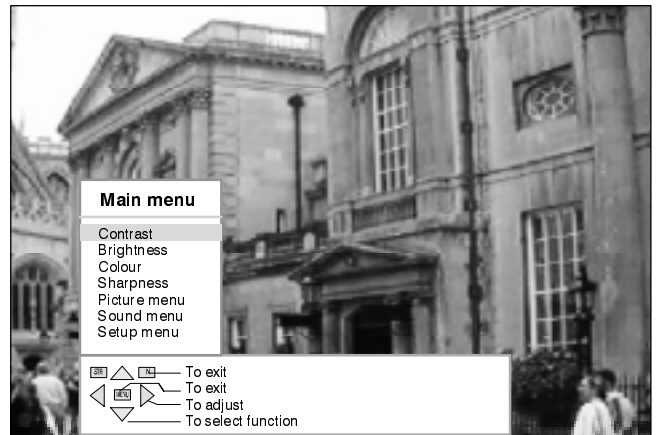 Main menu
Contrast
Brightness
Colour
Sharpness
Picture menu
Sound menu
Setup menu
To exit
MENU To exit
To adjust
To select function